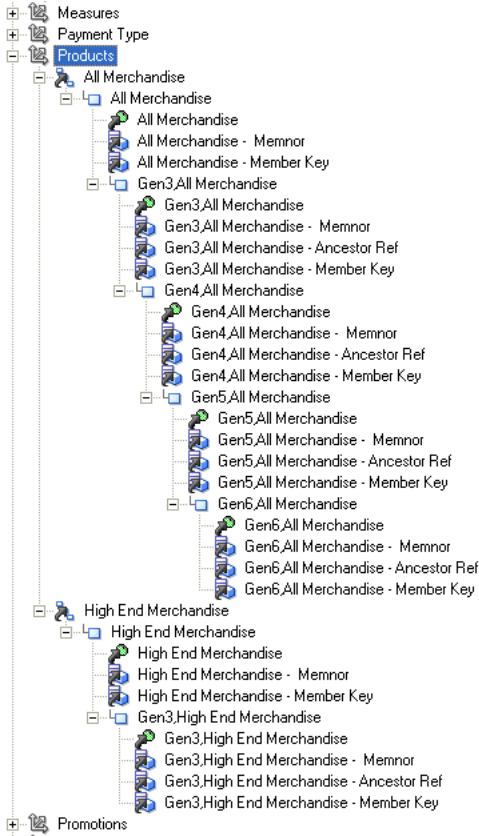 Measures
Payment Type
Products
All Merchandise
All Merchandise
All Merchandise
All Merchandise -  Memnor
All Merchandise - Member Key
Gen3,All Merchandise
Gen3,All Merchandise
Gen3,All Merchandise -  Memnor
Gen3,All Merchandise - Ancestor Ref
Gen3,All Merchandise - Member Key
Gen4,All Merchandise
Gen4,All Merchandise
Gen4,All Merchandise -  Memnor
Gen4,All Merchandise - Ancestor Ref
Gen4,All Merchandise - Member Key
Gen5,All Merchandise
Gen5,All Merchandise
Gen5,All Merchandise -  Memnor
Gen5,All Merchandise - Ancestor Ref
Gen5,All Merchandise - Member Key
Gen6,All Merchandise
Gen6,All Merchandise
Gen6,All Merchandise -  Memnor
Gen6,All Merchandise - Ancestor Ref
Gen6,All Merchandise - Member Key
High End Merchandise
High End Merchandise
High End Merchandise
High End Merchandise -  Memnor
High End Merchandise - Member Key
Gen3,High End Merchandise
Gen3,High End Merchandise
Gen3,High End Merchandise -  Memnor
Gen3,High End Merchandise - Ancestor Ref
Gen3,High End Merchandise - Member Key
Promotions